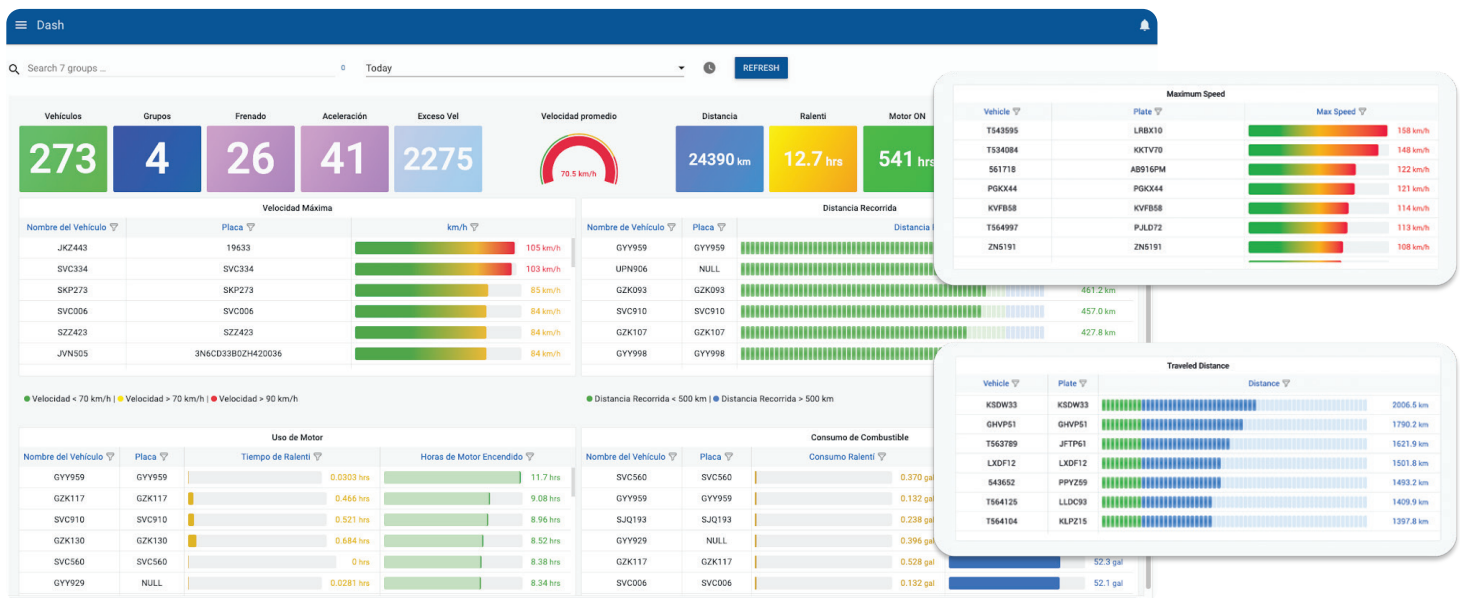 Dash
Search 7 groups ...
0
Today
REFRESH
Vehículos Grupos Frenado Aceleración Exceso Vel Velocidad promedio Distancia Ralenti Motor ON
273 4 26 41 2275 70.5 km/h 24390 km 12.7 hrs 541 hrs
Velocidad Máxima
Nombre del Vehículo Placa km/h
JKZ443 19633 105 km/h
SVC334 SVC334 103 km/h
SKP273 SKP273 85 km/h
SVC006 SVC006 84 km/h
SZZ423 SZZ423 84 km/h
JVN505 3N6CD33B0ZH420036 84 km/h
Velocidad < 70 km/h | Velocidad > 70 km/h | Velocidad > 90 km/h
Distancia Recorrida
Nombre de Vehículo Placa Distancia
GYY959 GYY959
UPN906 NULL
GZK093 GZK093 461.2 km
SVC910 SVC910 457.0 km
GZK107 GZK107 427.8 km
GYY998 GYY998
Distancia Recorrida < 500 km | Distancia Recorrida > 500 km
Uso de Motor
Nombre del Vehículo Placa Tiempo de Ralenti Horas de Motor Encendido
GYY959 GYY959 0.0303 hrs 11.7 hrs
GZK117 GZK117 0.466 hrs 9.08 hrs
SVC910 SVC910 0.521 hrs 8.96 hrs
GZK130 GZK130 0.684 hrs 8.52 hrs
SVC560 SVC560 0 hrs 8.38 hrs
GYY929 NULL 0.0281 hrs 8.34 hrs
Consumo de Combustible
Nombre del Vehículo Placa Consumo Ralenti
SVC560 SVC560 0.370 gal
GYY959 GYY959 0.132 gal
SJQ193 SJQ193 0.238 gal
GYY929 NULL 0.396 gal
GZK117 GZK117 0.528 gal 52.3 gal
SVC006 SVC006 0.132 gal 52.1 gal
Maximum Speed
Vehicle Plate Max Speed
T543595 LRBX10 158 km/h
T534084 KKTV70 148 km/h
561718 AB916PM 122 km/h
PGKX44 PGKX44 121 km/h
KVFB58 KVFB58 114 km/h
T564997 PJLD72 113 km/h
ZN5191 ZN5191 108 km/h
Traveled Distance
Vehicle Plate Distance
KSDW33 KSDW33 2006.5 km
GHVP51 GHVP51 1790.2 km
T563789 JFTP61 1621.9 km
LXDF12 LXDF12 1501.8 km
543652 PPYZ59 1493.2 km
T564125 LLDC93 1409.9 km
T564104 KLPZ15 1397.8 km